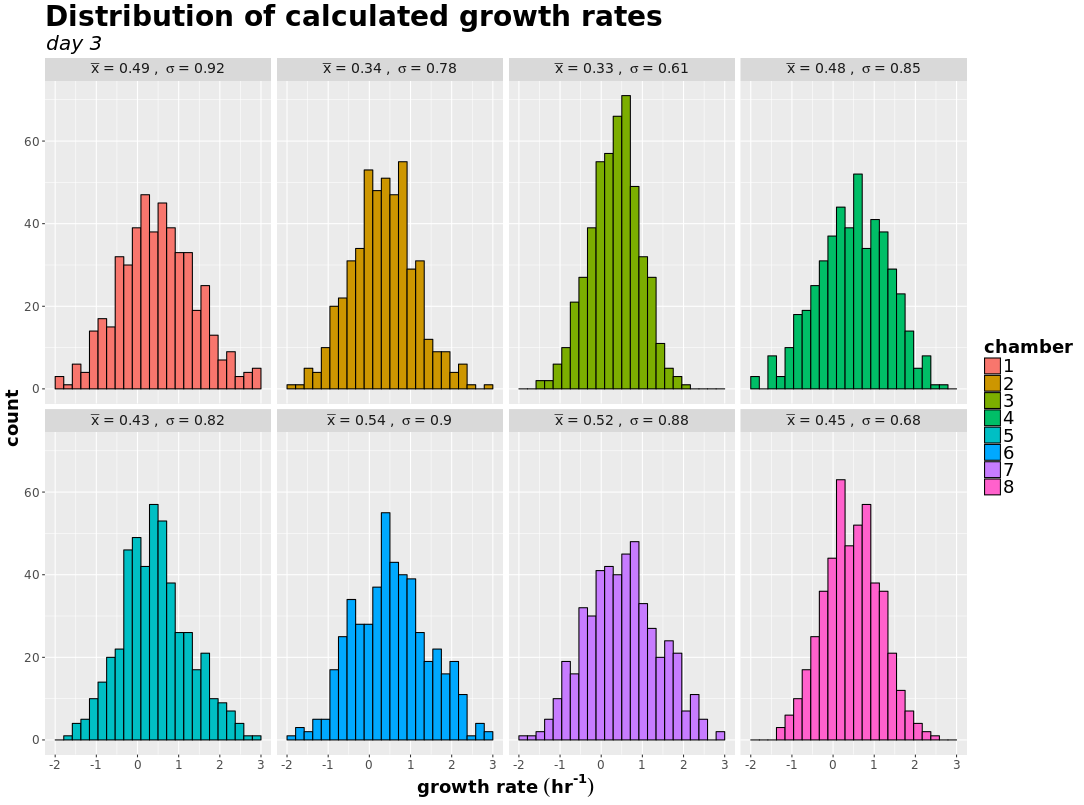 Distribution of calculated growth rates
day 3
x̅ = 0.49 , σ = 0.92
x̅ = 0.34 , σ = 0.78
x̅ = 0.33 , σ = 0.61
x̅ = 0.48 , σ = 0.85
60
40
20
0
x̅ = 0.43 , σ = 0.82
x̅ = 0.54 , σ = 0.9
x̅ = 0.52 , σ = 0.88
x̅ = 0.45 , σ = 0.68
60
40
20
0
-2 -1 0 1 2 3
-2 -1 0 1 2 3
-2 -1 0 1 2 3
-2 -1 0 1 2 3
count
growth rate (hr⁻¹)
chamber
1
2
3
4
5
6
7
8